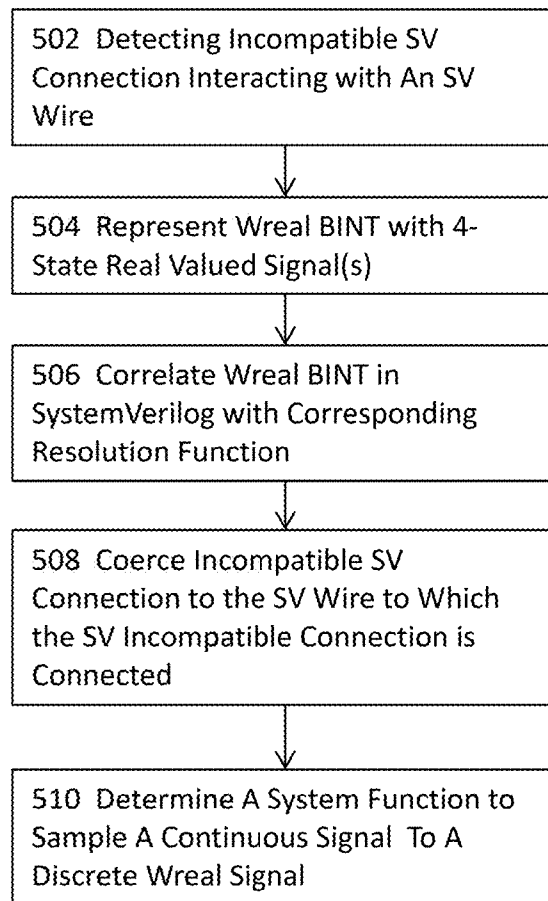 502 Detecting Incompatible SV
Connection Interacting with An SV
Wire
504 Represent Wreal BINT with 4-
State Real Valued Signal(s)
506 Correlate Wreal BINT in
SystemVerilog with Corresponding
Resolution Function
508 Coerce Incompatible SV
Connection to the SV Wire to Which
the SV Incompatible Connection is
Connected
510 Determine A System Function to
Sample A Continuous Signal To A
Discrete Wreal Signal